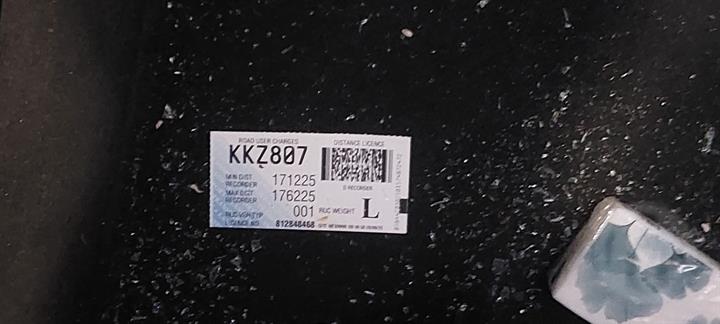 ROAD USER CHARGES DISTANCE LICENCE
KKZ807
MIN DIST
RECORDER 171225
O RECORDER
MAX DIST
RECORDER 176225
RUC VEH TYP 001 RUC WEIGHT L
LICENCE NO 812848468